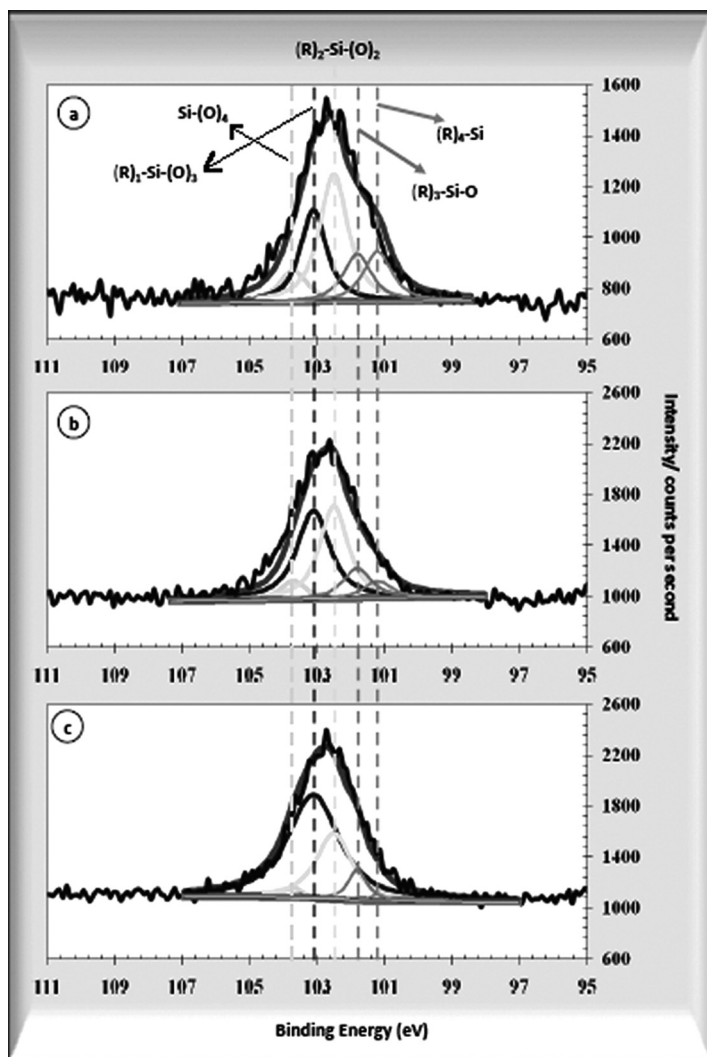 (R)₂-Si-(O)₂
a
Si-(O)₄
(R)₁-Si-(O)₃
(R)₄-Si
(R)₃-Si-O
1600
1400
1200
1000
800
600
111 109 107 105 103 101 99 97 95
b
2600
2200
1800
1400
1000
600
111 109 107 105 103 101 99 97 95
c
2600
2200
1800
1400
1000
600
111 109 107 105 103 101 99 97 95
Intensity/ counts per second
Binding Energy (eV)